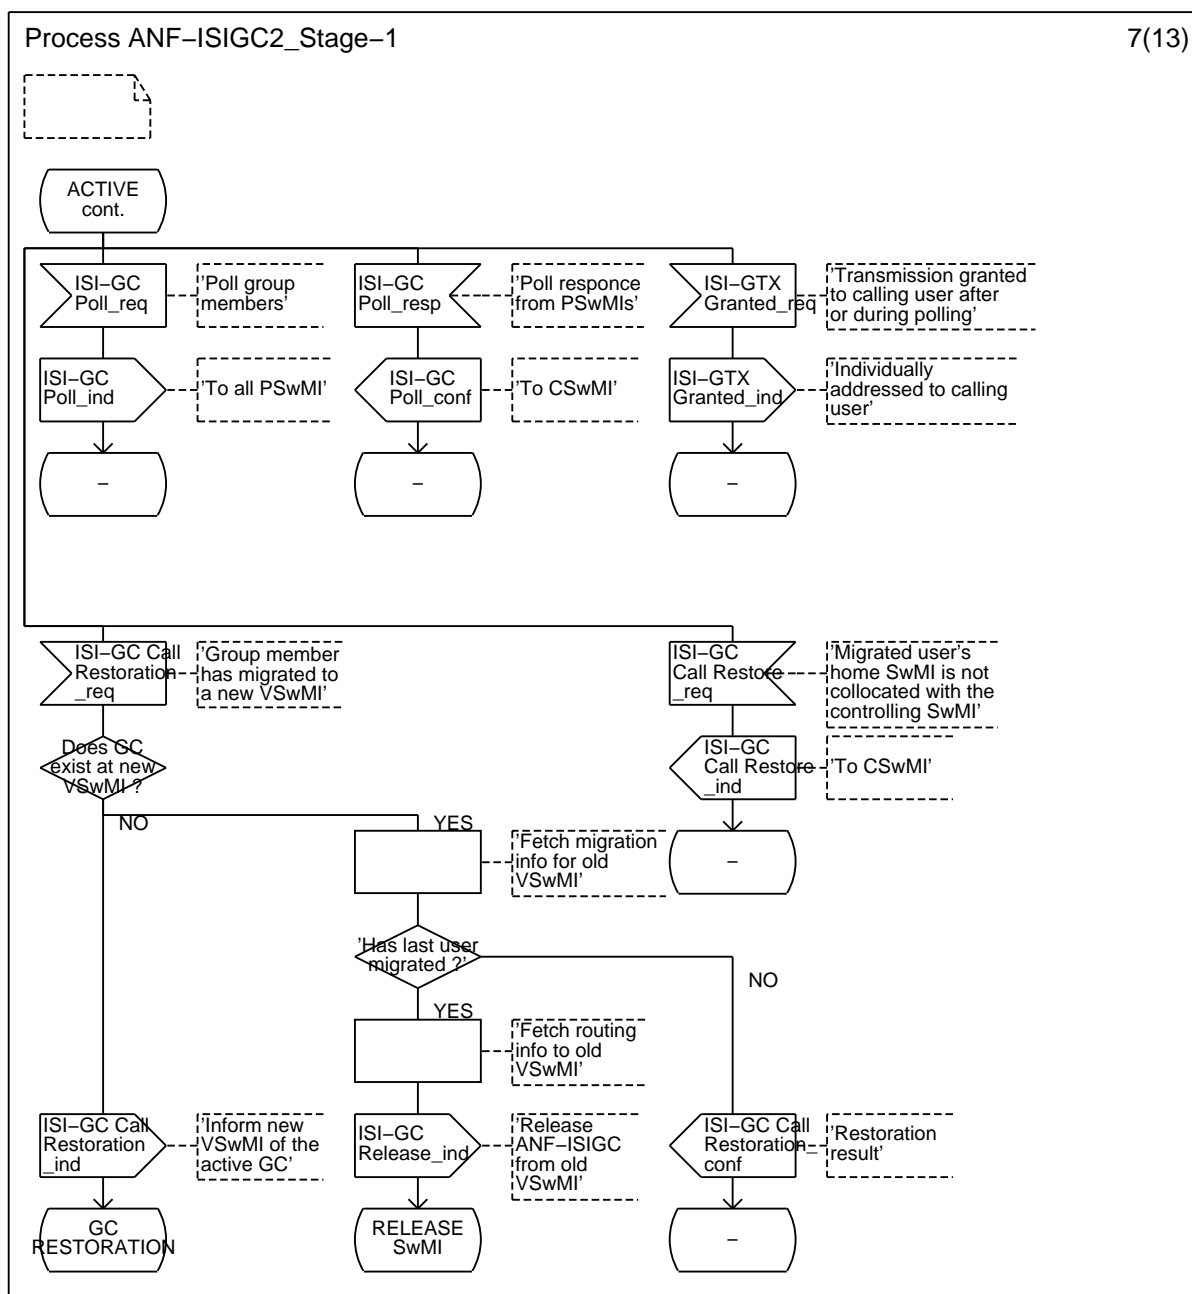 Process ANF−ISIGC2_Stage−1
7(13)
ACTIVE
cont.
ISI−GC
Poll_req
'Poll group
members'
ISI−GC
Poll_resp
'Poll responce
from PSwMIs'
ISI−GTX
Granted_req
'Transmission granted
to calling user after
or during polling'
ISI−GC
Poll_ind
'To all PSwMI'
ISI−GC
Poll_conf
'To CSwMI'
ISI−GTX
Granted_ind
'Individually
addressed to calling
user'
−
−
−
ISI−GC Call
Restoration
_req
'Group member
has migrated to
a new VSwMI'
ISI−GC
Call Restore
_req
'Migrated user's
home SwMI is not
collocated with the
controlling SwMI'
Does GC
exist at new
VSwMI ?
ISI−GC
Call Restore
_ind
'To CSwMI'
NO
YES
'Fetch migration
info for old
VSwMI'
−
'Has last user
migrated ?'
NO
YES
'Fetch routing
info to old
VSwMI'
ISI−GC Call
Restoration
_ind
'Inform new
VSwMI of the
active GC'
ISI−GC
Release_ind
'Release
ANF−ISIGC
from old
VSwMI'
ISI−GC Call
Restoration_
conf
'Restoration
result'
GC
RESTORATION
RELEASE
SwMI
−